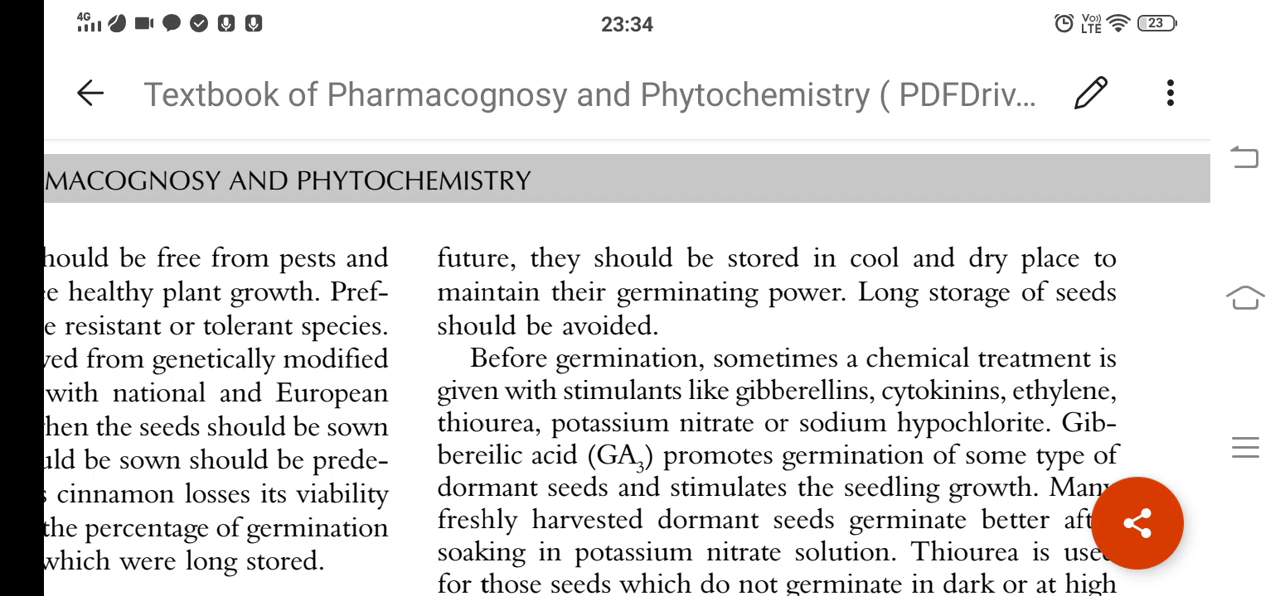 4G 23:34 Vo)) LTE 23
Textbook of Pharmacognosy and Phytochemistry ( PDFDriv...
MACOGNOSY AND PHYTOCHEMISTRY
hould be free from pests and
e healthy plant growth. Pref-
e resistant or tolerant species.
ved from genetically modified
with national and European
hen the seeds should be sown
uld be sown should be prede-
s cinnamon losses its viability
the percentage of germination
which were long stored.
future, they should be stored in cool and dry place to
maintain their germinating power. Long storage of seeds
should be avoided.
Before germination, sometimes a chemical treatment is
given with stimulants like gibberellins, cytokinins, ethylene,
thiourea, potassium nitrate or sodium hypochlorite. Gib-
bereilic acid (GA₃) promotes germination of some type of
dormant seeds and stimulates the seedling growth. Many
freshly harvested dormant seeds germinate better after
soaking in potassium nitrate solution. Thiourea is used
for those seeds which do not germinate in dark or at high